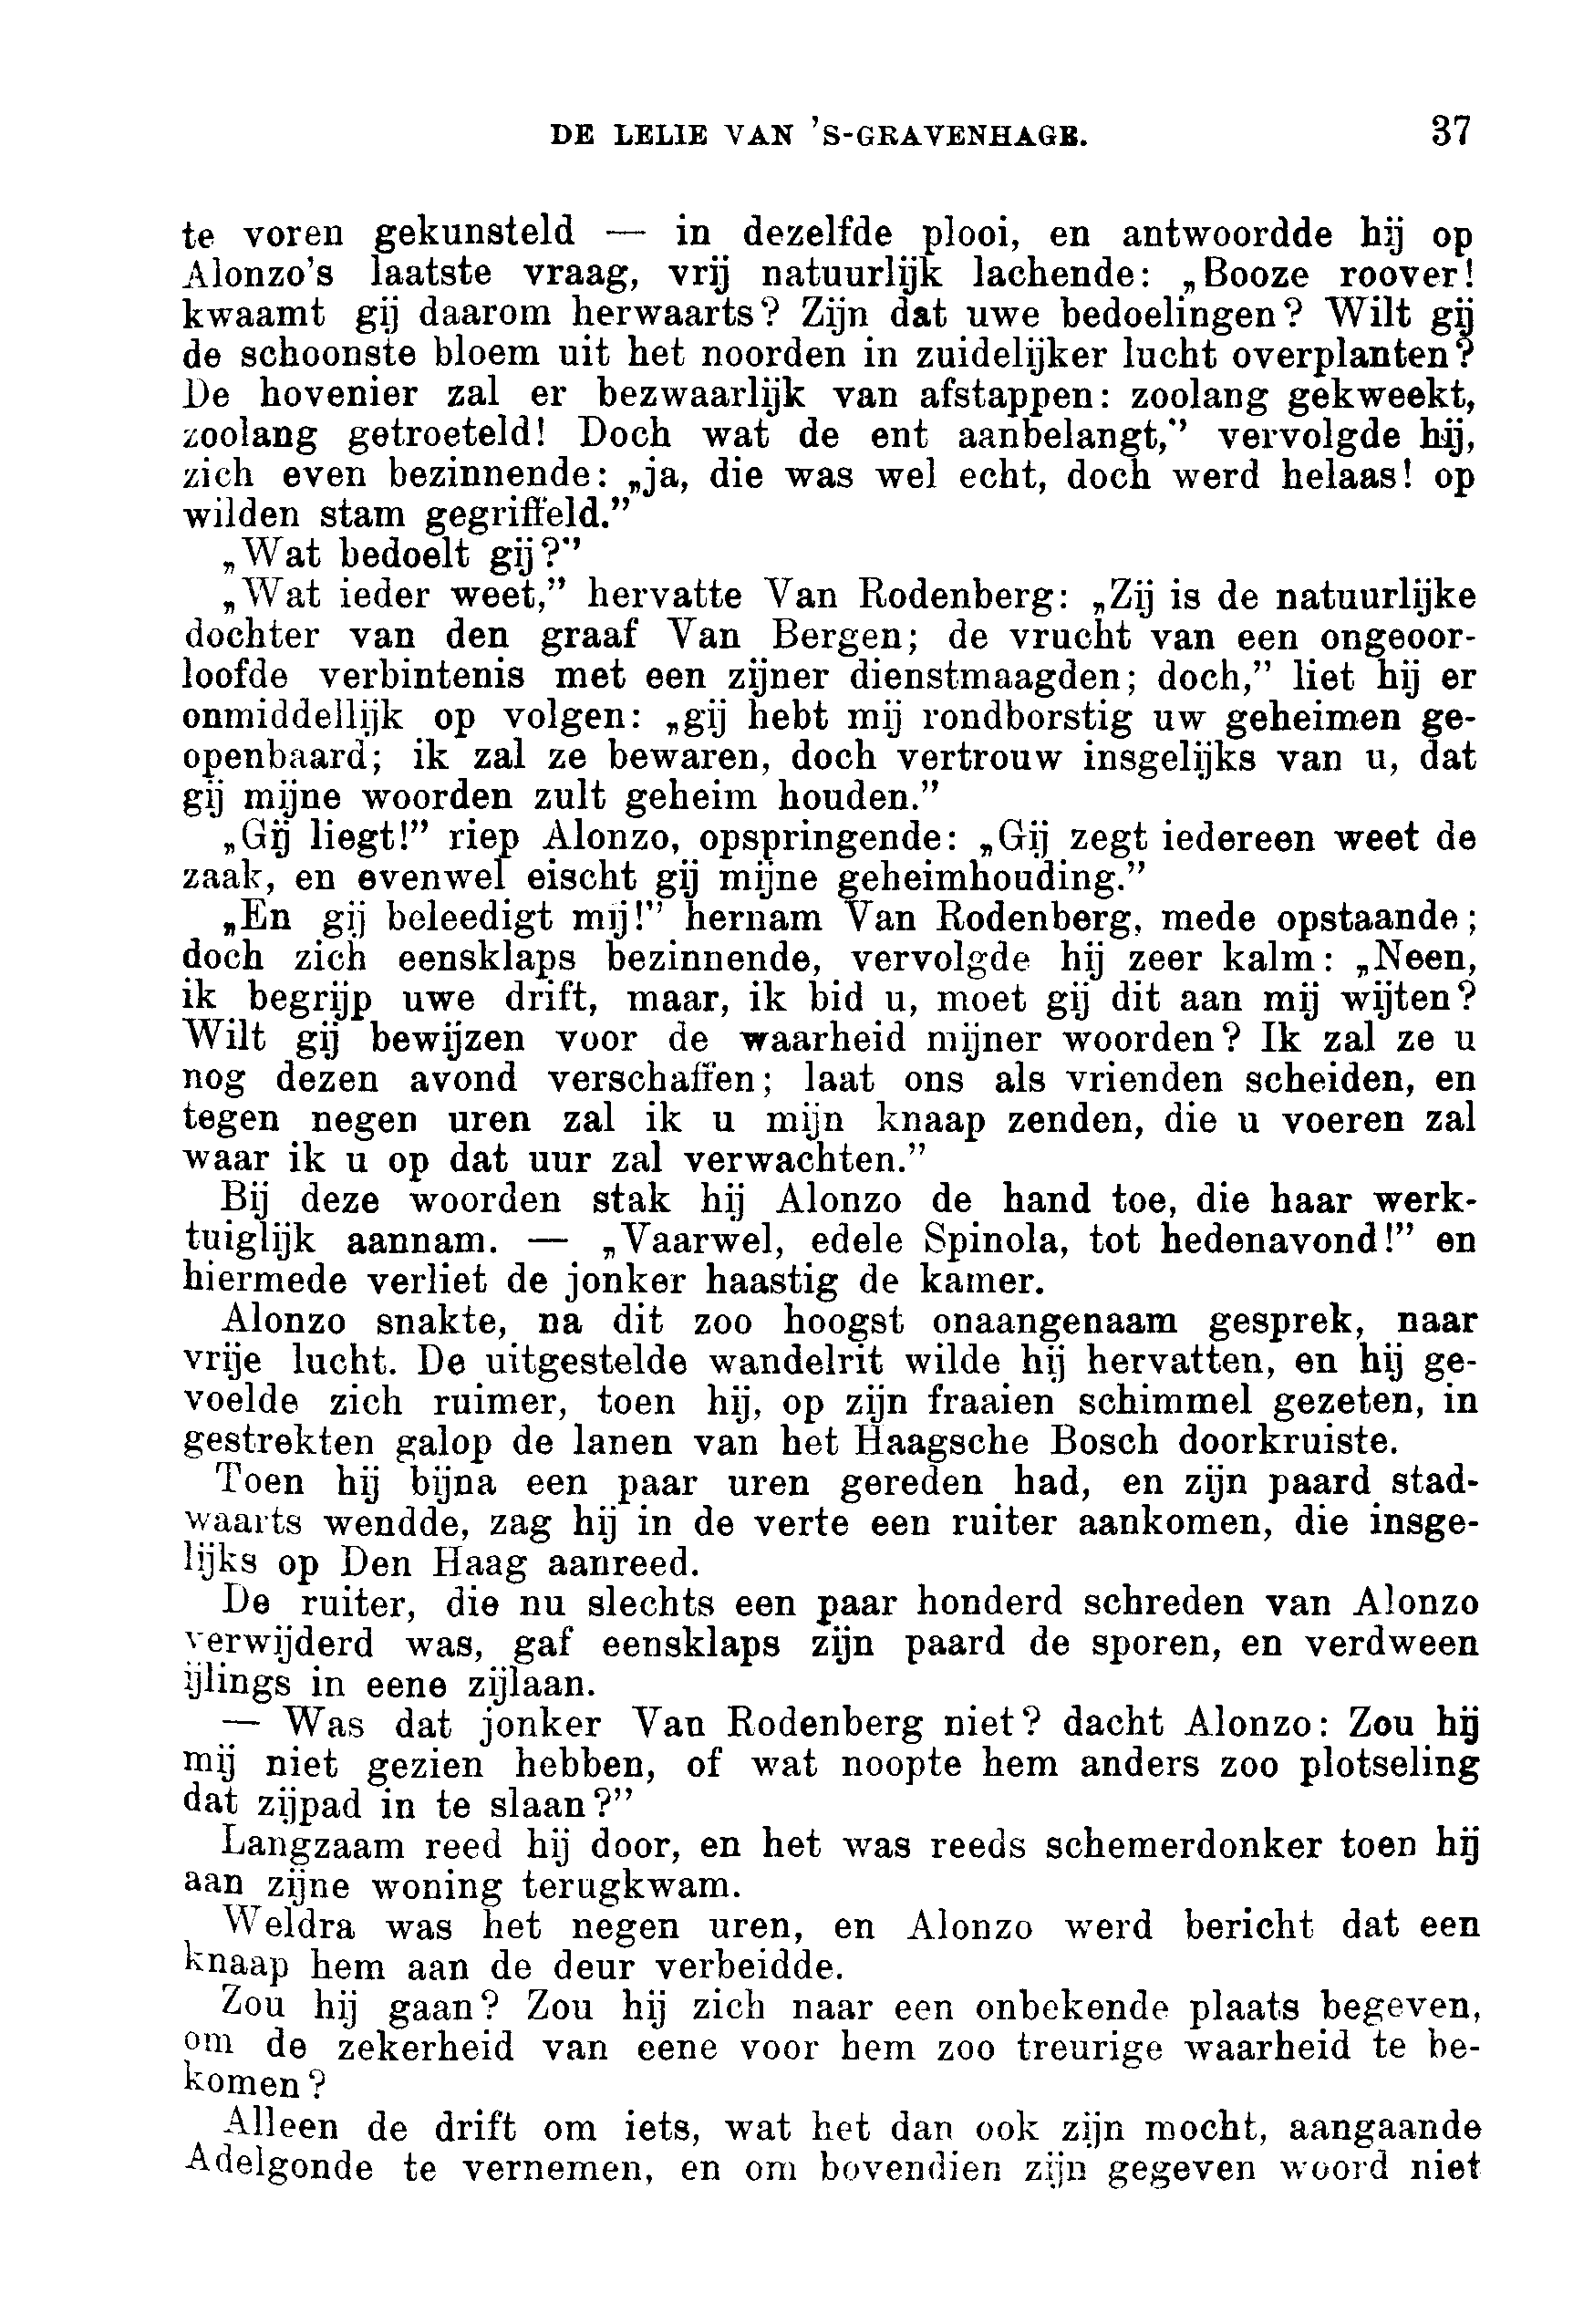 DE LELIE VAN 'S-GRAVENHAGE. 37
te voren gekunsteld — in dezelfde plooi, en antwoordde hij op
Alonzo's laatste vraag, vrij natuurlijk lachende: „Booze roover!
kwaamt gij daarom herwaarts? Zijn dat uwe bedoelingen? Wilt gij
de schoonste bloem uit het noorden in zuidelijker lucht overplanten?
De hovenier zal er bezwaarlijk van afstappen: zoolang gekweekt,
zoolang getroeteld! Doch wat de ent aanbelangt,” vervolgde hij,
zich even bezinnende: „ja, die was wel echt, doch werd helaas! op
wilden stam gegriffeld.”
„Wat bedoelt gij?”
„Wat ieder weet,” hervatte Van Rodenberg: „Zij is de natuurlijke
dochter van den graaf Van Bergen; de vrucht van een ongeoor-
loofde verbintenis met een zijner dienstmaagden; doch,” liet hij er
onmiddellijk op volgen: „gij hebt mij rondborstig uw geheimen ge-
openbaard; ik zal ze bewaren, doch vertrouw insgelijks van u, dat
gij mijne woorden zult geheim houden.”
„Gij liegt!” riep Alonzo, opspringende: „Gij zegt iedereen weet de
zaak, en evenwel eischt gij mijne geheimhouding.”
„En gij beleedigt mij!” hernam Van Rodenberg, mede opstaande;
doch zich eensklaps bezinnende, vervolgde hij zeer kalm: „Neen,
ik begrijp uwe drift, maar, ik bid u, moet gij dit aan mij wijten?
Wilt gij bewijzen voor de waarheid mijner woorden? Ik zal ze u
nog dezen avond verschaffen; laat ons als vrienden scheiden, en
tegen negen uren zal ik u mijn knaap zenden, die u voeren zal
waar ik u op dat uur zal verwachten.”
Bij deze woorden stak hij Alonzo de hand toe, die haar werk-
tuiglijk aannam. — „Vaarwel, edele Spinola, tot hedenavond!” en
hiermede verliet de jonker haastig de kamer.
Alonzo snakte, na dit zoo hoogst onaangenaam gesprek, naar
vrije lucht. De uitgestelde wandelrit wilde hij hervatten, en hij ge-
voelde zich ruimer, toen hij, op zijn fraaien schimmel gezeten, in
gestrekten galop de lanen van het Haagsche Bosch doorkruiste.
Toen hij bijna een paar uren gereden had, en zijn paard stad-
waarts wendde, zag hij in de verte een ruiter aankomen, die insge-
lijks op Den Haag aanreed.
De ruiter, die nu slechts een paar honderd schreden van Alonzo
verwijderd was, gaf eensklaps zijn paard de sporen, en verdween
ijlings in eene zijlaan.
— Was dat jonker Van Rodenberg niet? dacht Alonzo: Zou hij
mij niet gezien hebben, of wat noopte hem anders zoo plotseling
dat zijpad in te slaan?”
Langzaam reed hij door, en het was reeds schemerdonker toen hij
aan zijne woning terugkwam.
Weldra was het negen uren, en Alonzo werd bericht dat een
knaap hem aan de deur verbeidde.
Zou hij gaan? Zou hij zich naar een onbekende plaats begeven,
om de zekerheid van eene voor hem zoo treurige waarheid te be-
komen?
Alleen de drift om iets, wat het dan ook zijn mocht, aangaande
Adelgonde te vernemen, en om bovendien zijn gegeven woord niet